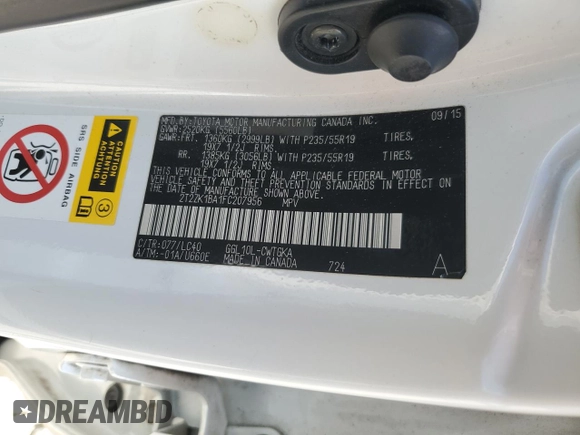 MFD.BY:TOYOTA MOTOR MANUFACTURING CANADA INC. 09/15
GVWR:2520KG (5560LB)
GAWR:FRT. 1360KG (2999LB) WITH P235/55R19 TIRES.
19X7 1/2J RIMS
RR. 1385KG (3056LB) WITH P235/55R19 TIRES.
19X7 1/2J RIMS
THIS VEHICLE CONFORMS TO ALL APPLICABLE FEDERAL MOTOR
VEHICLE SAFETY AND THEFT PREVENTION STANDARDS IN EFFECT ON
THE DATE OF MANUFACTURE SHOWN ABOVE.
2T2ZK1BA1FC207956 MPV
C/TR:077/LC40 GGL10L-CWTGKA
A/TM:-01A/U660E MADE IN CANADA 724 A
SRS SIDE AIRBAG
ATTENTION
ACHTUNG
DREAMBID